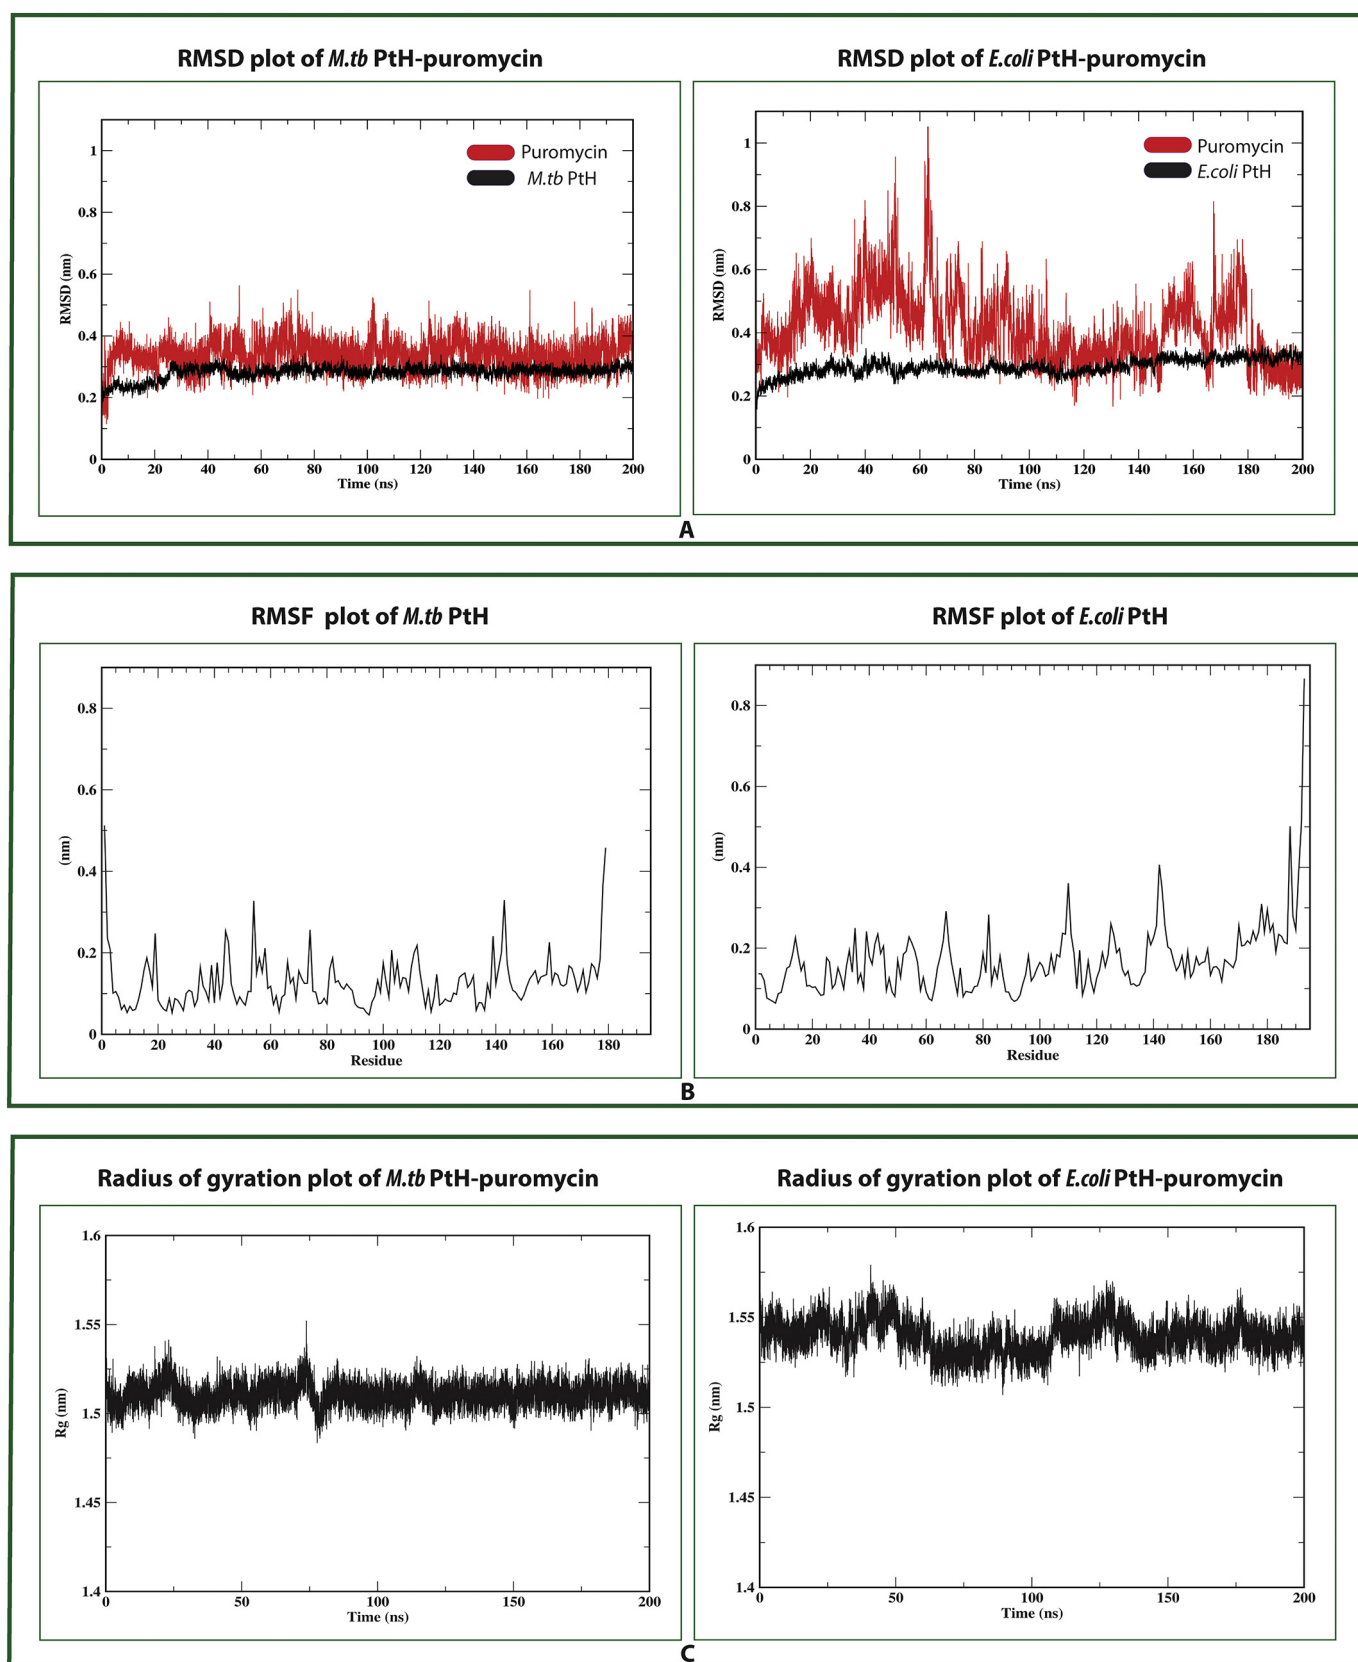 RMSD plot of M.tb PtH-puromycin
RMSD plot of E.coli PtH-puromycin
Puromycin
M.tb PtH
1
0.8
0.6
0.4
0.2
0
RMSD (nm)
0 20 40 60 80 100 120 140 160 180 200
Time (ns)
Puromycin
E.coli PtH
1
0.8
0.6
0.4
0.2
0
RMSD (nm)
0 20 40 60 80 100 120 140 160 180 200
Time (ns)
A
RMSF plot of M.tb PtH
RMSF plot of E.coli PtH
0.8
0.6
0.4
0.2
0
(nm)
0 20 40 60 80 100 120 140 160 180
Residue
0.8
0.6
0.4
0.2
0
(nm)
0 20 40 60 80 100 120 140 160 180
Residue
B
Radius of gyration plot of M.tb PtH-puromycin
Radius of gyration plot of E.coli PtH-puromycin
1.6
1.55
1.5
1.45
1.4
Rg (nm)
0 50 100 150 200
Time (ns)
1.6
1.55
1.5
1.45
1.4
Rg (nm)
0 50 100 150 200
Time (ns)
C